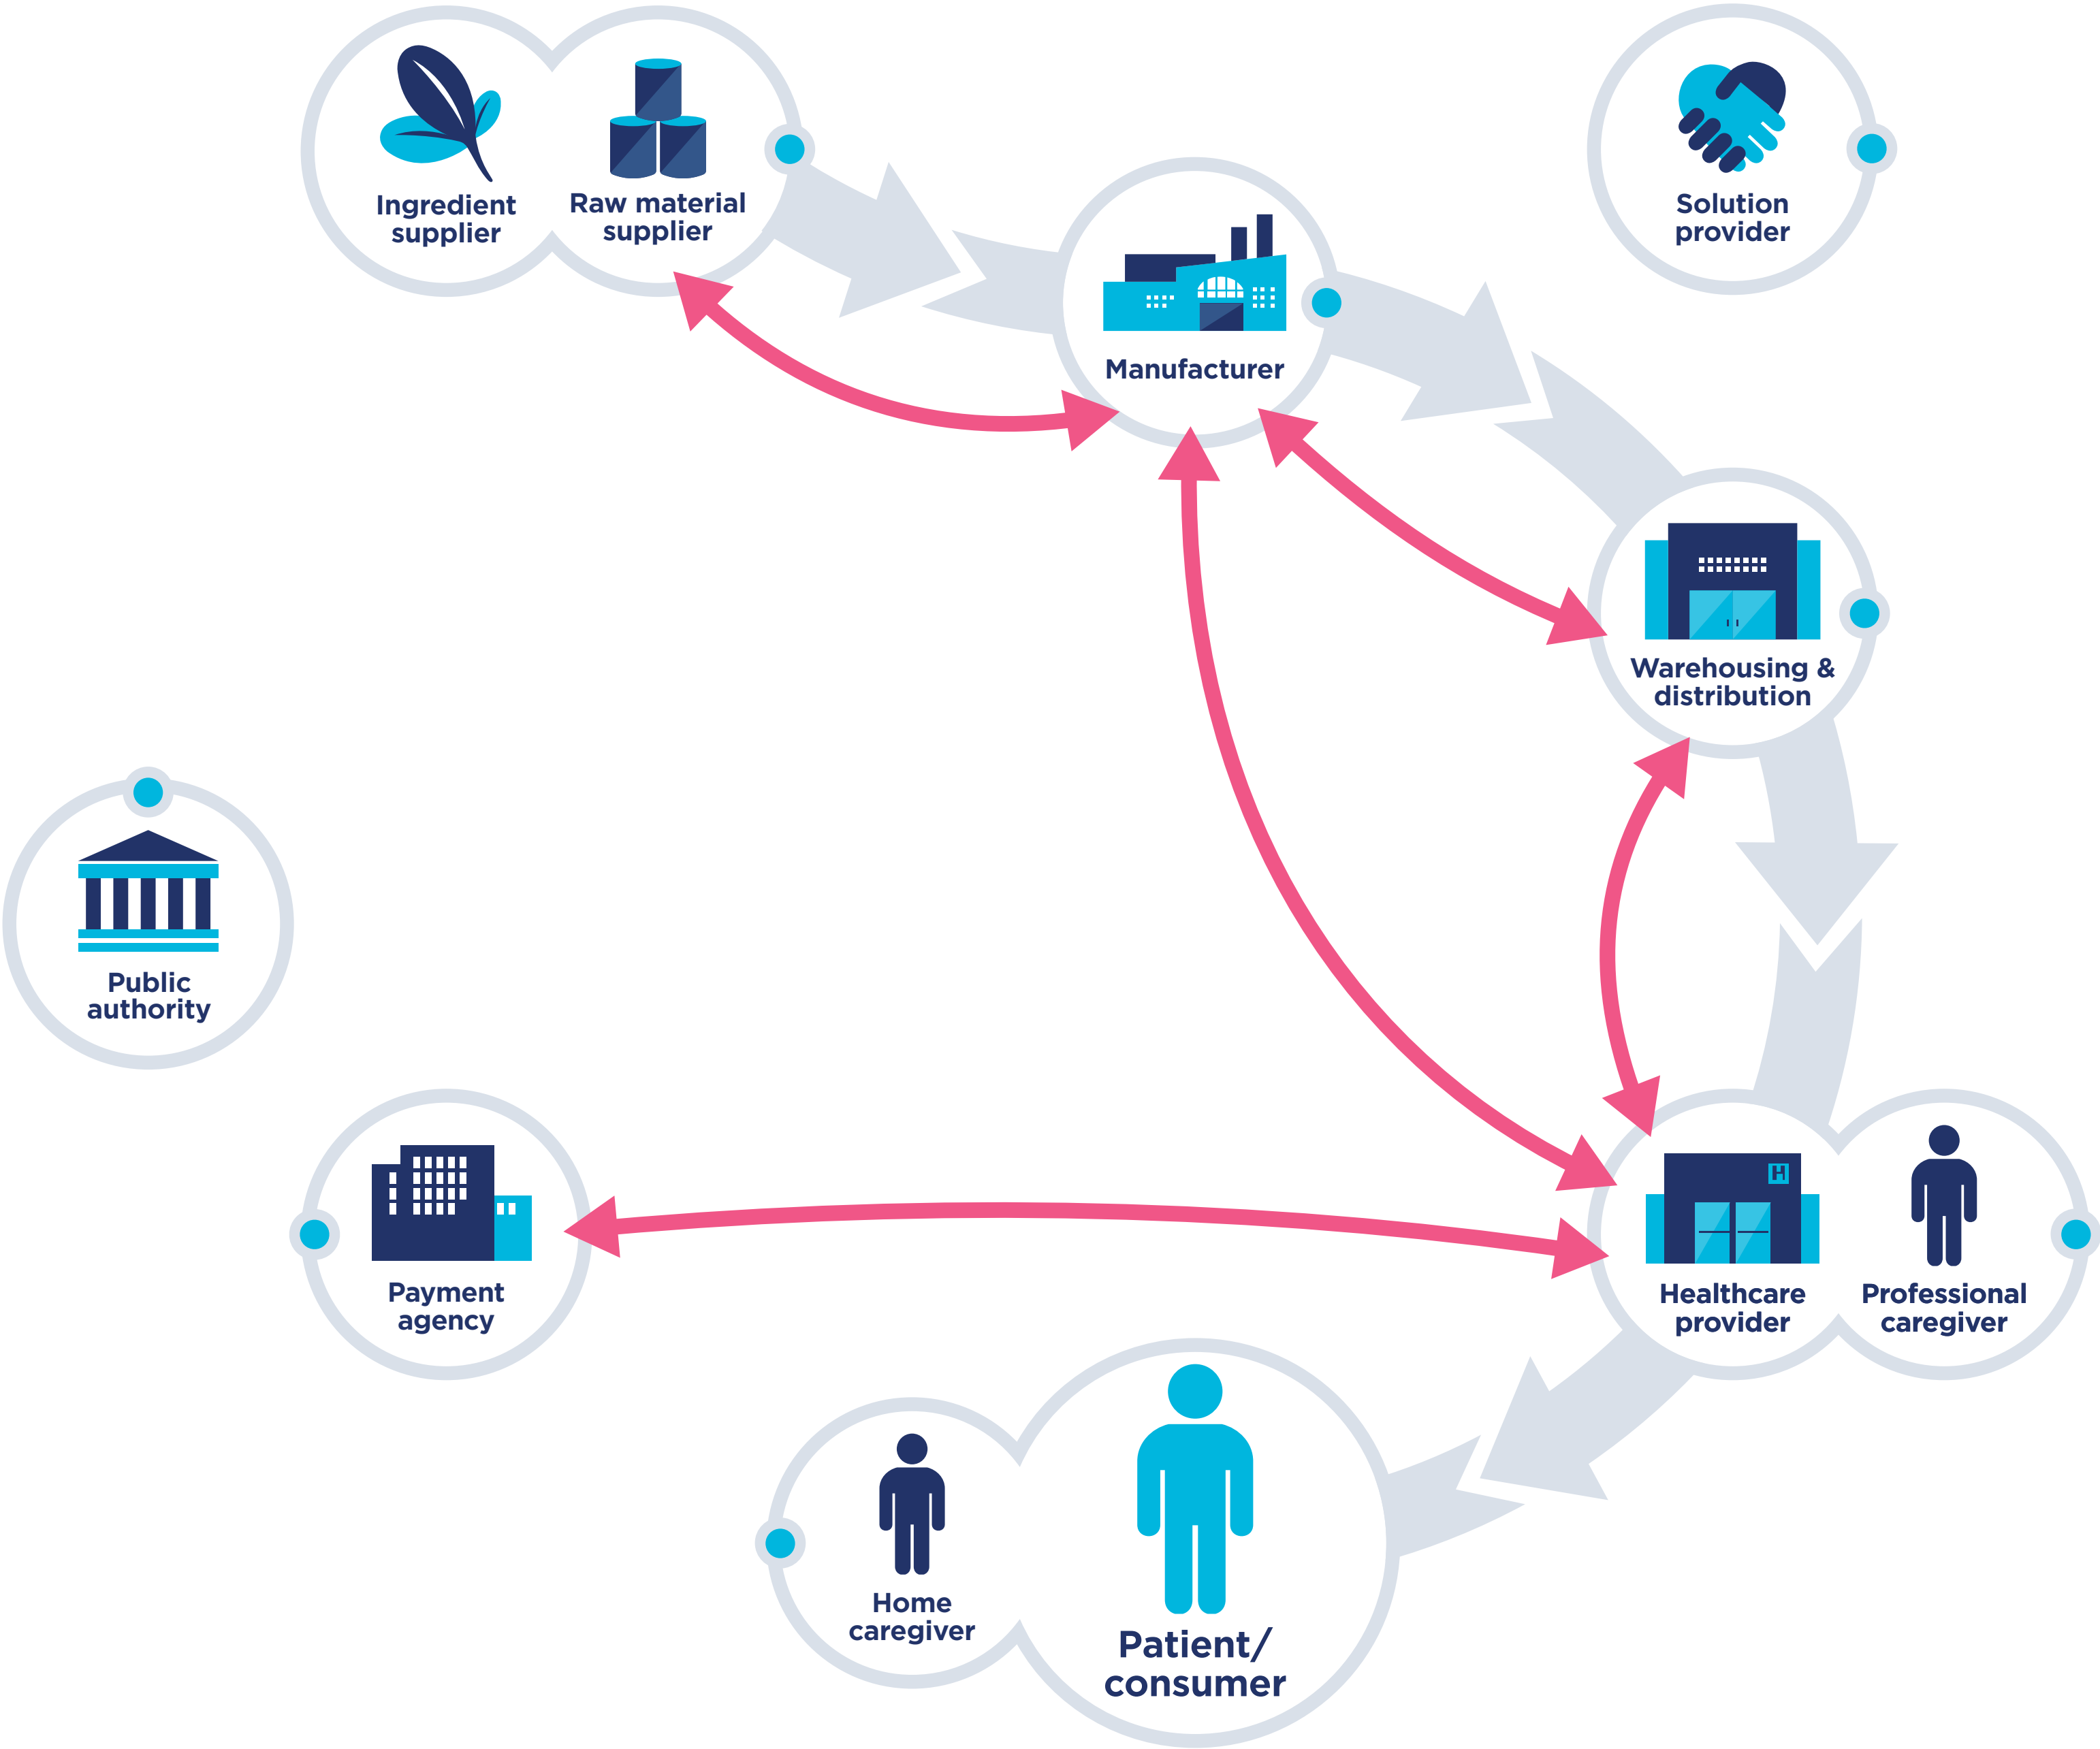 Ingredient
supplier
Raw material
supplier
Solution
provider
Manufacturer
Warehousing &
distribution
Public
authority
Payment
agency
H
Healthcare
provider
Professional
caregiver
Home
caregiver
Patient/
consumer